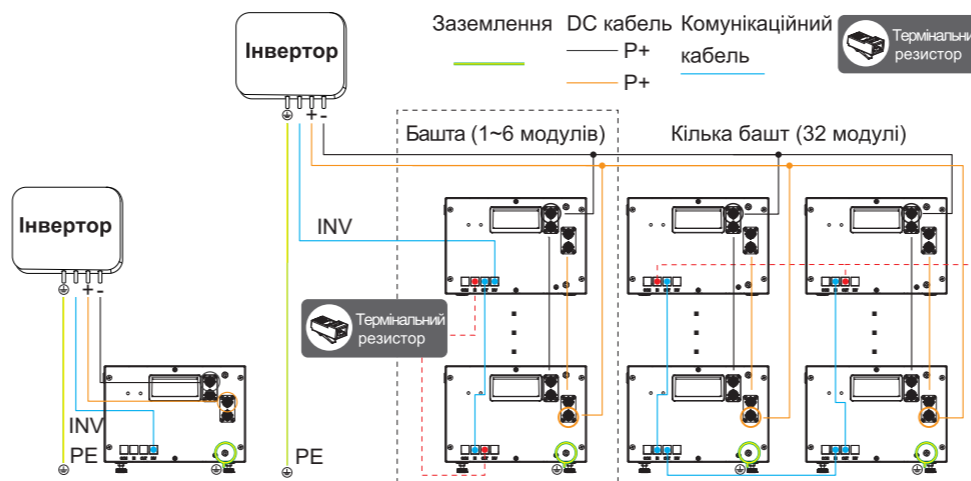 Заземлення DC кабель Комунікаційний кабель
P+
P+
Термінальни
резистор
Інвертор
+ -
Башта (1~6 модулів)
Кілька башт (32 модулі)
INV
Інвертор
+ -
Термінальний
резистор
INV
PE
PE